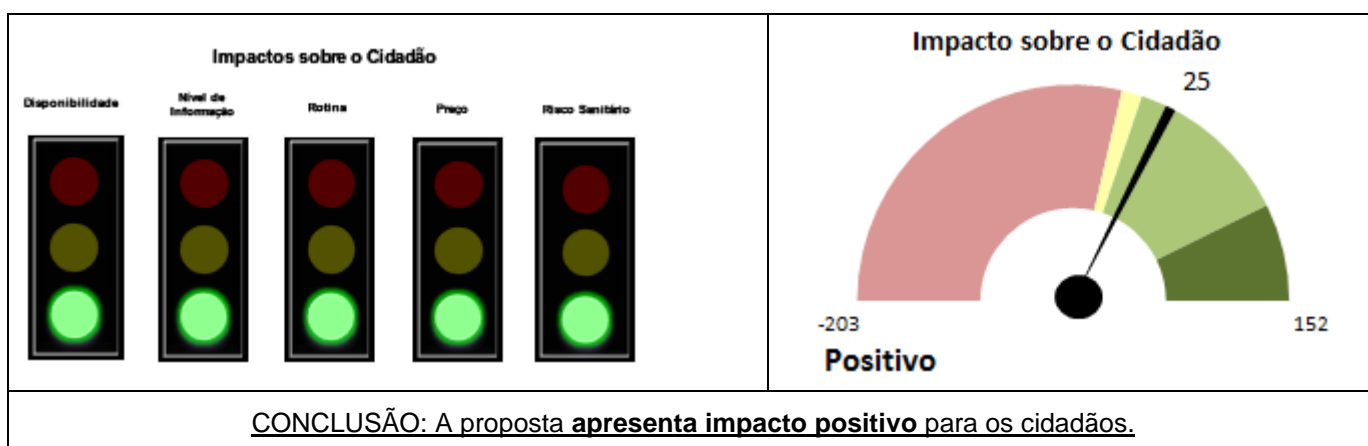 Impactos sobre o Cidadão
Disponibilidade
Nível de
Informação
Rotina
Preço
Risco Sanitário
Impacto sobre o Cidadão
25
-203
152
Positivo
CONCLUSÃO: A proposta apresenta impacto positivo para os cidadãos.